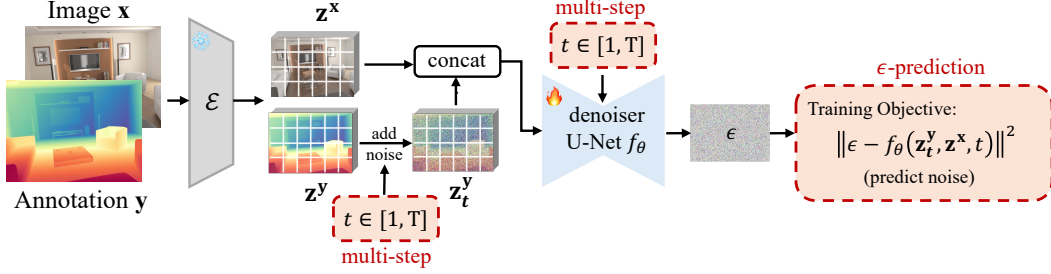 Image x
Annotation y
ℰ
z^x
z^y
add
noise
z_t^y
t ∈ [1, T]
multi-step
concat
multi-step
t ∈ [1, T]
denoiser
U-Net f_θ
ϵ
ϵ-prediction
Training Objective:
‖ϵ − f_θ(z_t^y, z^x, t)‖²
(predict noise)